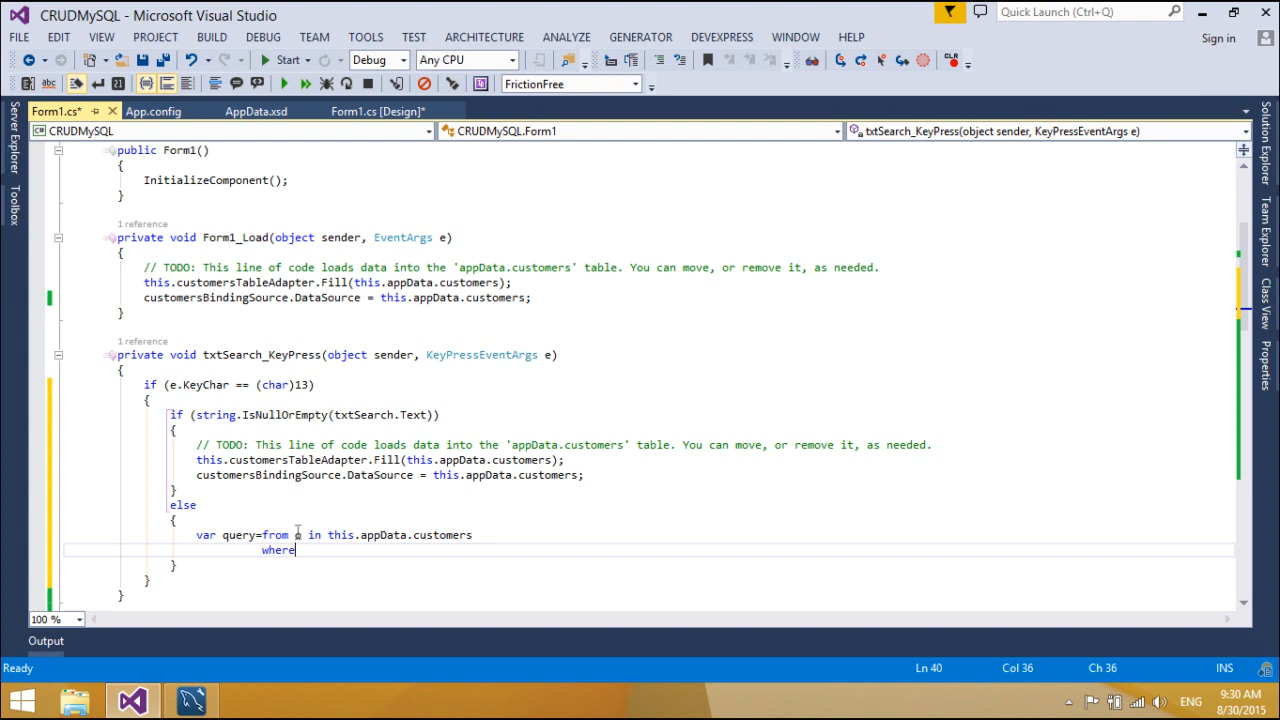 CRUDMySQL - Microsoft Visual Studio
Quick Launch (Ctrl+Q)
FILE EDIT VIEW PROJECT BUILD DEBUG TEAM TOOLS TEST ARCHITECTURE ANALYZE GENERATOR DEVEXPRESS WINDOW HELP
Sign in
Start Debug Any CPU
FrictionFree
Form1.cs* App.config AppData.xsd Form1.cs [Design]*
CRUDMySQL CRUDMySQL.Form1 txtSearch_KeyPress(object sender, KeyPressEventArgs e)
Server Explorer
Toolbox
Solution Explorer
Team Explorer
Class View
Properties
public Form1()
{
InitializeComponent();
}
1 reference
private void Form1_Load(object sender, EventArgs e)
{
// TODO: This line of code loads data into the 'appData.customers' table. You can move, or remove it, as needed.
this.customersTableAdapter.Fill(this.appData.customers);
customersBindingSource.DataSource = this.appData.customers;
}
1 reference
private void txtSearch_KeyPress(object sender, KeyPressEventArgs e)
{
if (e.KeyChar == (char)13)
{
if (string.IsNullOrEmpty(txtSearch.Text))
{
// TODO: This line of code loads data into the 'appData.customers' table. You can move, or remove it, as needed.
this.customersTableAdapter.Fill(this.appData.customers);
customersBindingSource.DataSource = this.appData.customers;
}
else
{
var query=from o in this.appData.customers
where
}
}
}
100 %
Output
Ready Ln 40 Col 36 Ch 36 INS
ENG
9:30 AM
8/30/2015